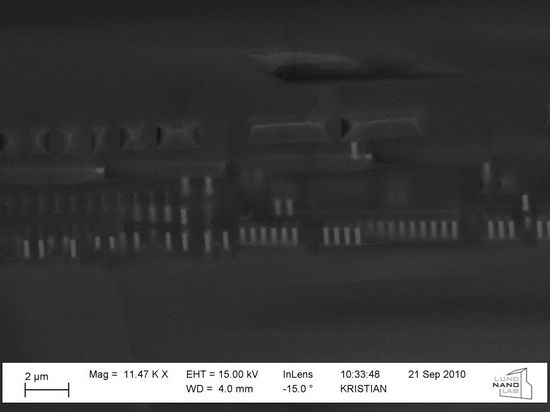 2 µm
Mag = 11.47 K X
EHT = 15.00 kV
InLens
10:33:48
21 Sep 2010
WD = 4.0 mm
-15.0 °
KRISTIAN
LUND
NANO
LAB